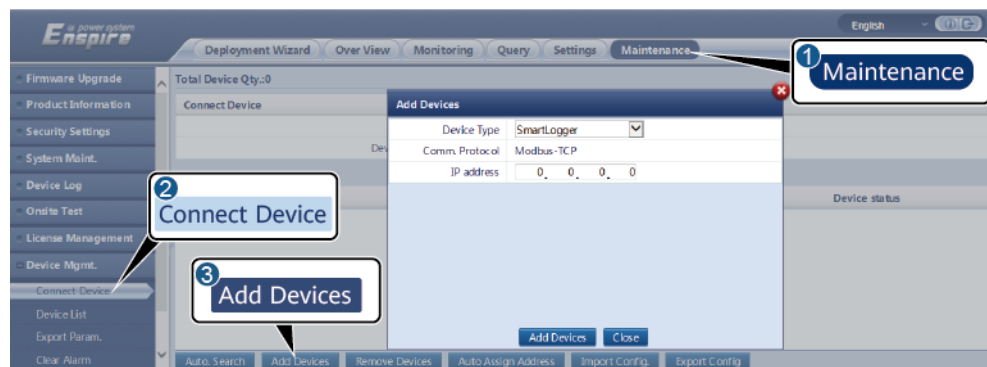 Enspire
power system
English
Deployment Wizard Over View Monitoring Query Settings Maintenance
1
Maintenance
Firmware Upgrade
Product Information
Security Settings
System Maint.
Device Log
Onsite Test
License Management
Device Mgmt.
Connect Device
Device List
Export Param.
Clear Alarm
Total Device Qty.:0
Connect Device
Dev
Device status
Add Devices
Device Type SmartLogger
Comm. Protocol Modbus-TCP
IP address 0. 0. 0. 0
Add Devices Close
2
Connect Device
3
Add Devices
Auto. Search Add Devices Remove Devices Auto Assign Address Import Config. Export Config